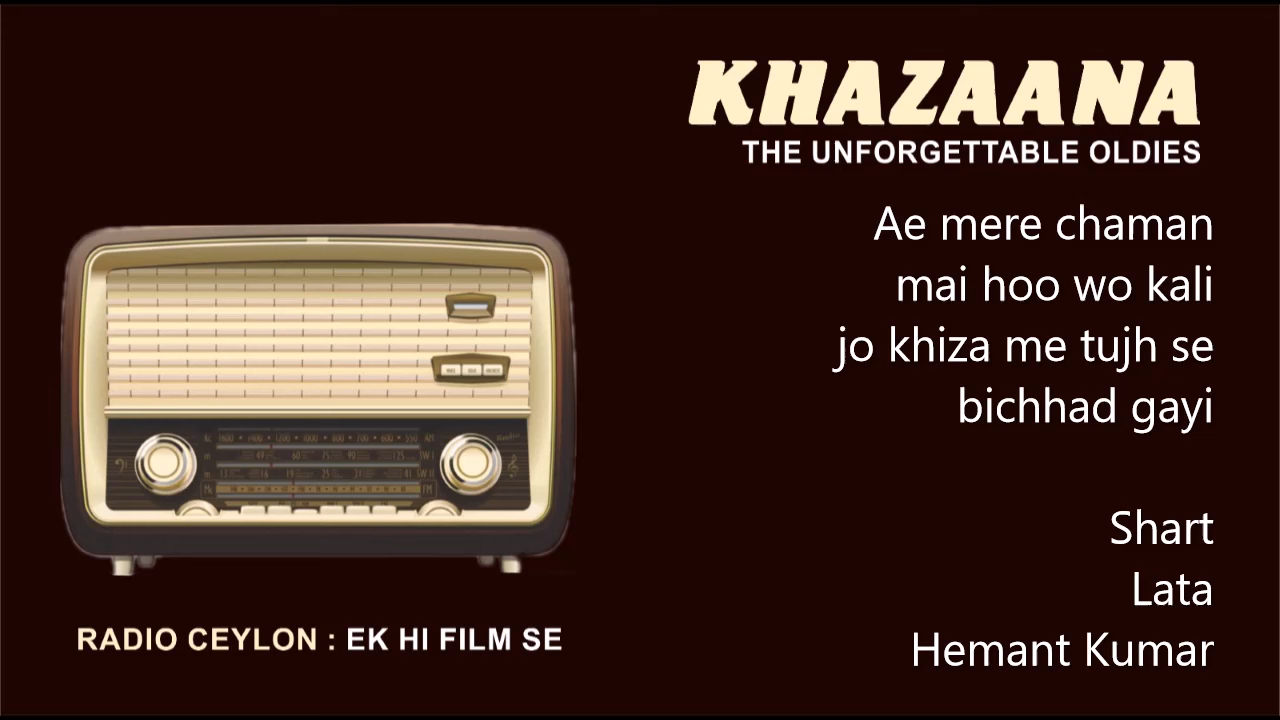 KHAZAANA
THE UNFORGETTABLE OLDIES
Ae mere chaman
mai hoo wo kali
jo khiza me tujh se
bichhad gayi
Shart
Lata
Hemant Kumar
RADIO CEYLON : EK HI FILM SE